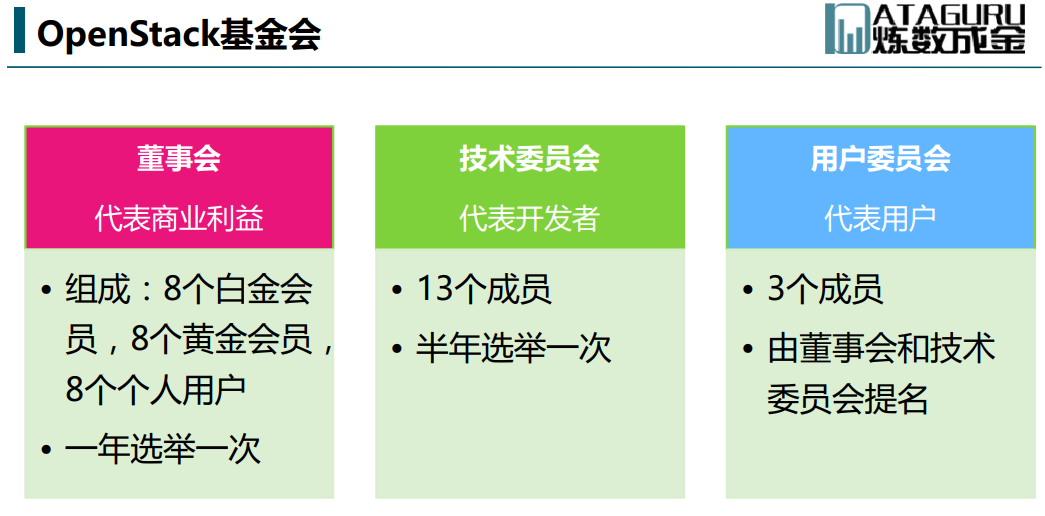 OpenStack基金会
ATAGURU
炼数成金
董事会
代表商业利益
• 组成：8个白金会
员，8个黄金会员，
8个个人用户
• 一年选举一次
技术委员会
代表开发者
• 13个成员
• 半年选举一次
用户委员会
代表用户
• 3个成员
• 由董事会和技术
委员会提名